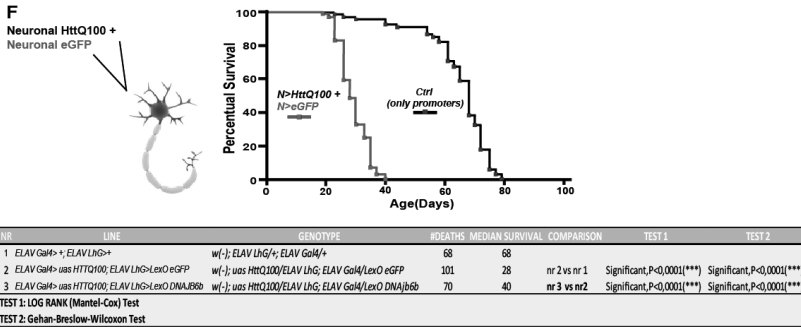 F
Neuronal HttQ100 +
Neuronal eGFP
Percentual Survival
100
80
60
40
20
0
N>HttQ100 +
N>eGFP
Ctrl
(only promoters)
0 20 40 60 80 100
Age(Days)
NR LINE GENOTYPE #DEATHS MEDIAN SURVIVAL COMPARISON TEST 1 TEST 2
1 ELAV Gal4> +; ELAV LhG>+ w(-); ELAV LhG/+; ELAV Gal4/+ 68 68
2 ELAV Gal4> uas HTTQ100; ELAV LhG>LexO eGFP w(-); uas HttQ100/ELAV LhG; ELAV Gal4/LexO eGFP 101 28 nr 2 vs nr 1 Significant,P<0,0001(***) Significant,P<0,0001(***)
3 ELAV Gal4> uas HTTQ100; ELAV LhG>LexO DNAJB6b w(-); uas HttQ100/ELAV LhG; ELAV Gal4/LexO DNAjb6b 70 40 nr 3 vs nr2 Significant,P<0,0001(***) Significant,P<0,0001(***)
TEST 1: LOG RANK (Mantel-Cox) Test
TEST 2: Gehan-Breslow-Wilcoxon Test